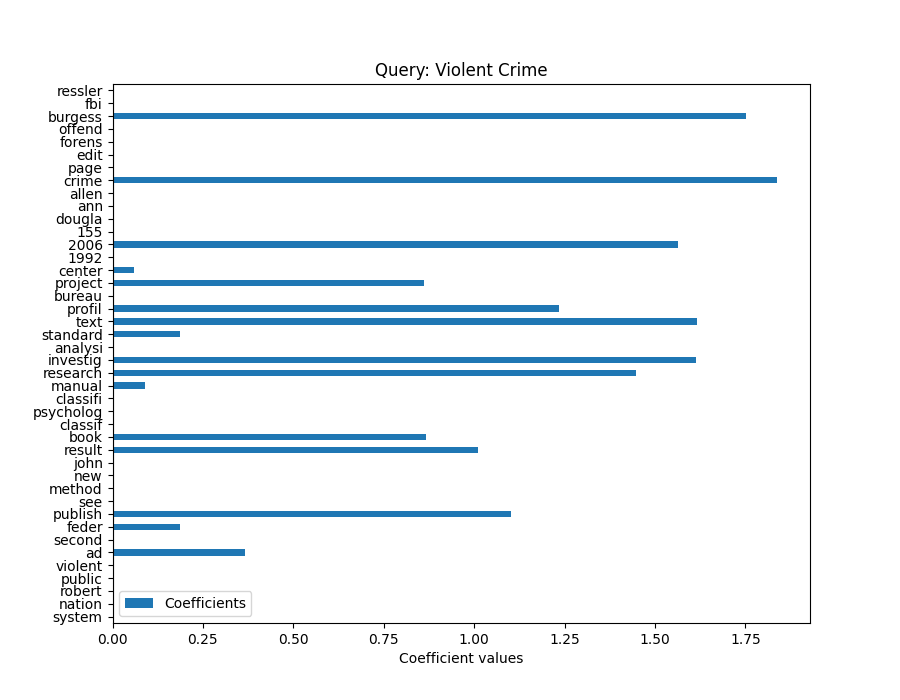 Query: Violent Crime
ressler
fbi
burgess
offend
forens
edit
page
crime
allen
ann
dougla
155
2006
1992
center
project
bureau
profil
text
standard
analysi
investig
research
manual
classifi
psycholog
classif
book
result
john
new
method
see
publish
feder
second
ad
violent
public
robert
nation
system
Coefficients
0.00 0.25 0.50 0.75 1.00 1.25 1.50 1.75
Coefficient values